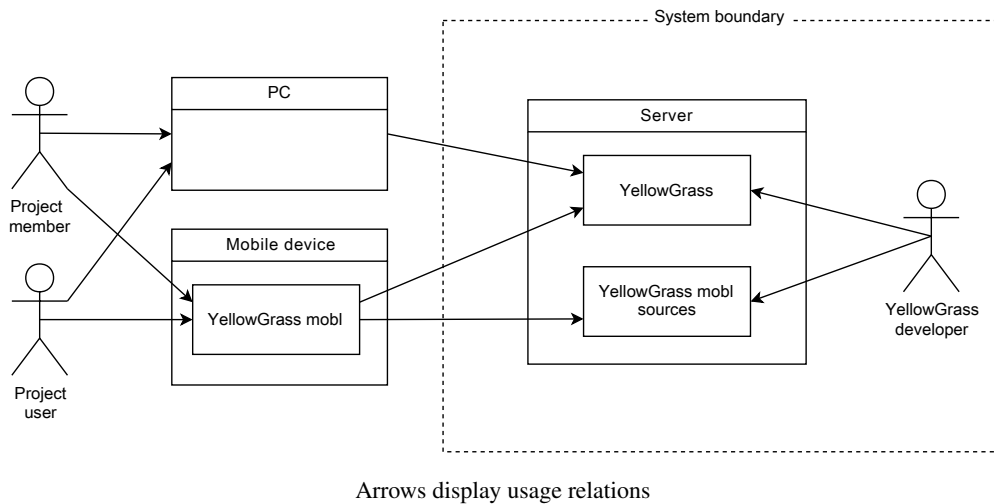 System boundary
PC
Server
YellowGrass
Project
member
Mobile device
YellowGrass mobl
YellowGrass mobl
sources
YellowGrass
developer
Project
user
Arrows display usage relations